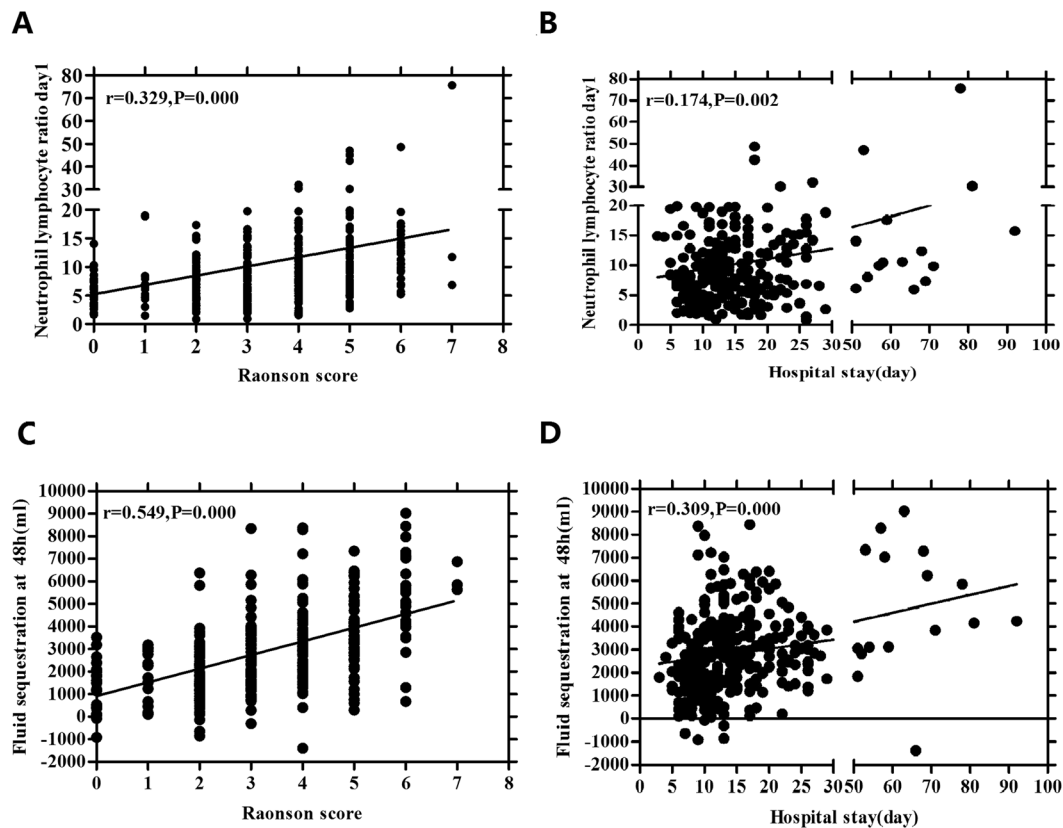 A
Neutrophil lymphocyte ratio day1
80
70
60
50
40
30
20
15
10
5
0
r=0.329,P=0.000
0 1 2 3 4 5 6 7 8
Raonson score
B
Neutrophil lymphocyte ratio day1
80
70
60
50
40
30
20
15
10
5
0
r=0.174,P=0.002
0 5 10 15 20 25 30 50 60 70 80 90 100
Hospital stay(day)
C
Fluid sequestration at 48h(ml)
10000
9000
8000
7000
6000
5000
4000
3000
2000
1000
0
-1000
-2000
r=0.549,P=0.000
0 1 2 3 4 5 6 7 8
Raonson score
D
Fluid sequestration at 48h(ml)
10000
9000
8000
7000
6000
5000
4000
3000
2000
1000
0
-1000
-2000
r=0.309,P=0.000
0 5 10 15 20 25 30 50 60 70 80 90 100
Hospital stay(day)